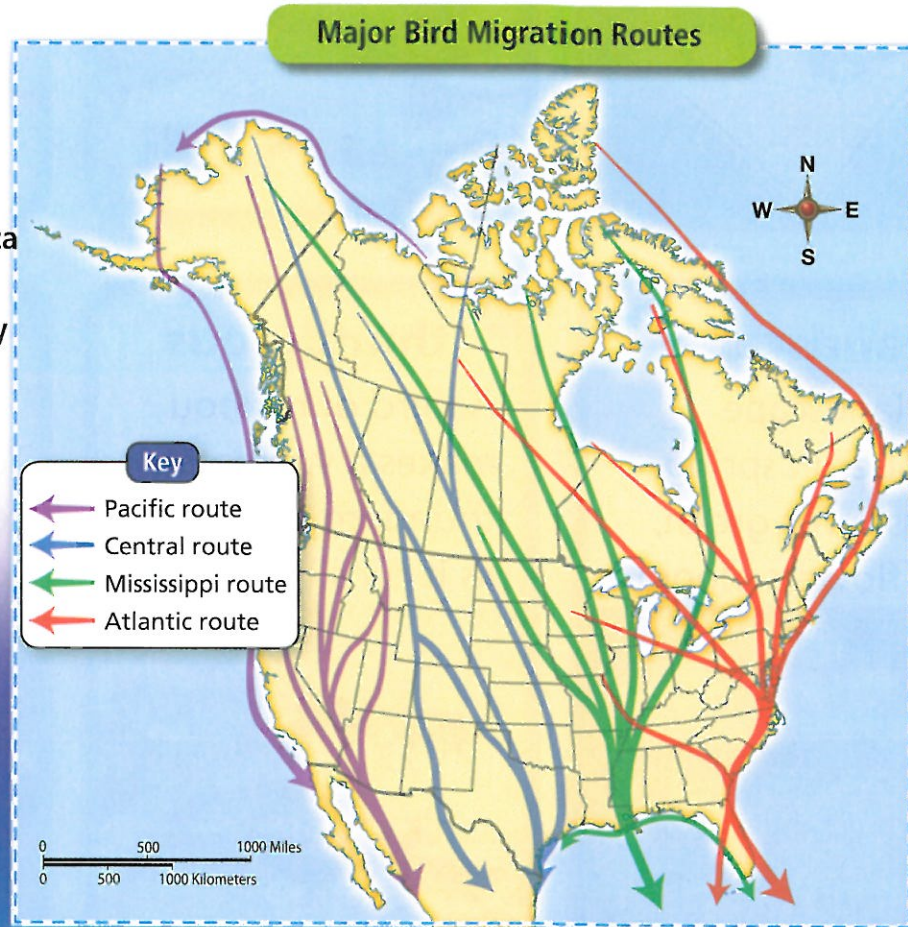 Major Bird Migration Routes
N
W E
S
Key
Pacific route
Central route
Mississippi route
Atlantic route
0 500 1000 Miles
0 500 1000 Kilometers